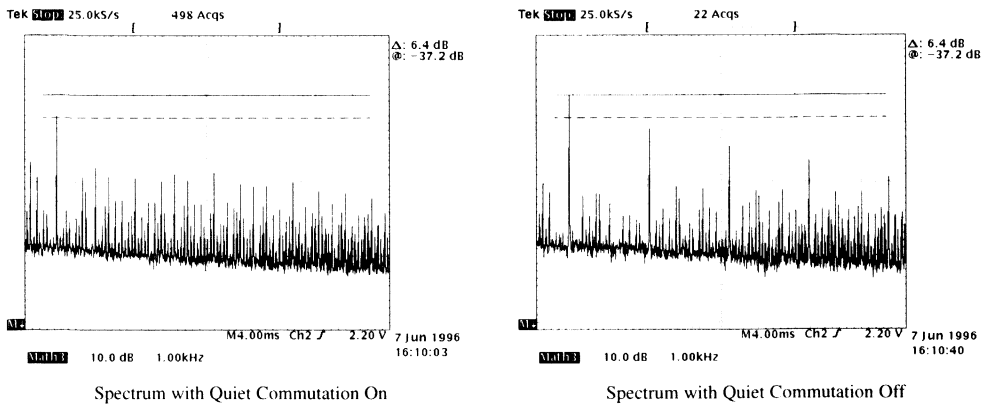 Tek Stop 25.0kS/s 498 Acqs
[ ]
Δ: 6.4 dB
@: −37.2 dB
M
M4.00ms Ch2 ƒ 2.20 V
7 Jun 1996
16:10:03
Math3 10.0 dB 1.00kHz
Spectrum with Quiet Commutation On
Tek Stop 25.0kS/s 22 Acqs
[ ]
Δ: 6.4 dB
@: −37.2 dB
M
M4.00ms Ch2 ƒ 2.20 V
7 Jun 1996
16:10:40
Math3 10.0 dB 1.00kHz
Spectrum with Quiet Commutation Off